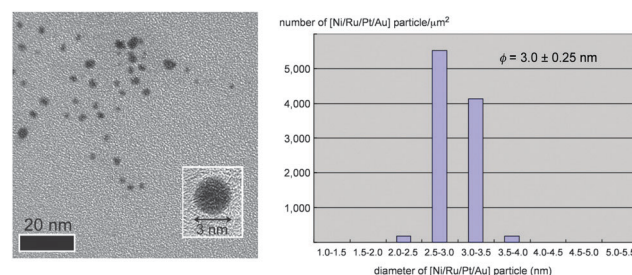 20 nm
3 nm
number of [Ni/Ru/Pt/Au] particle/μm²
ϕ = 3.0 ± 0.25 nm
5,000
4,000
3,000
2,000
1,000
1.0-1.5 1.5-2.0 2.0-2.5 2.5-3.0 3.0-3.5 3.5-4.0 4.0-4.5 4.5-5.0 5.0-5.5
diameter of [Ni/Ru/Pt/Au] particle (nm)